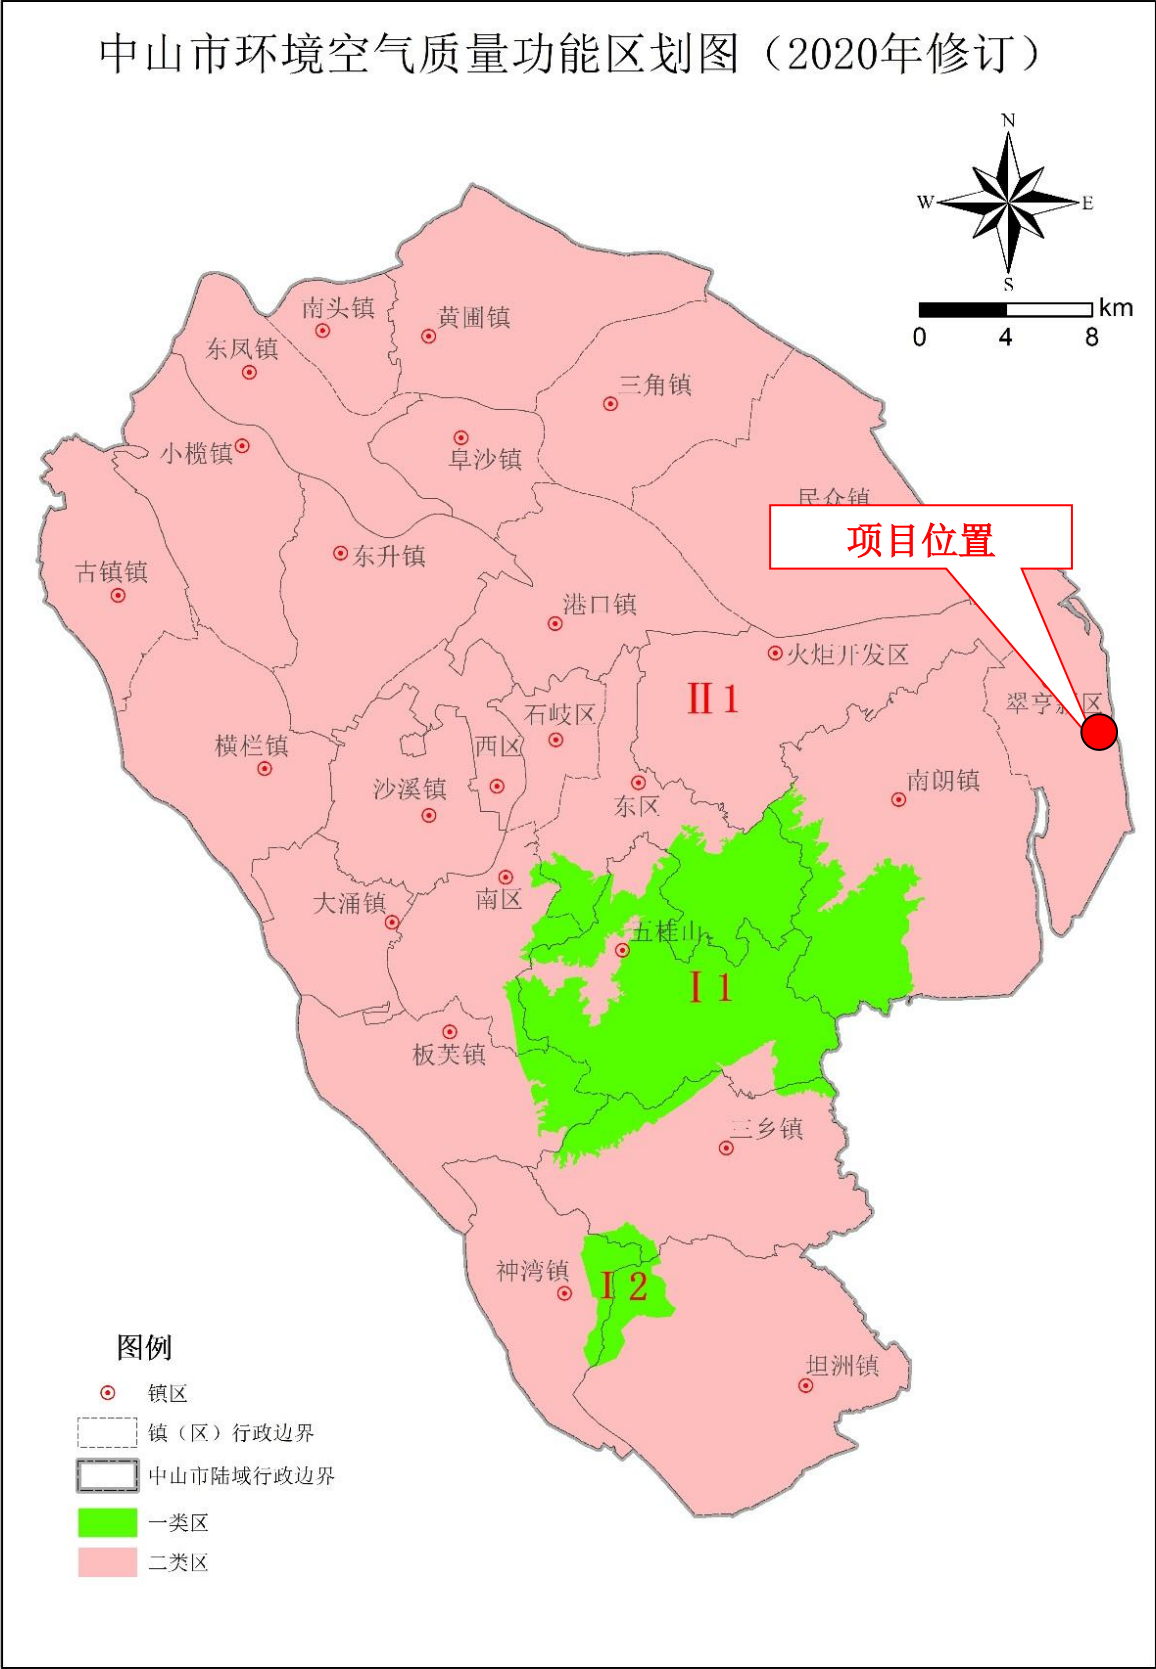 中山市环境空气质量功能区划图（2020年修订）
N
W
E
S
km
0 4 8
南头镇
黄圃镇
东凤镇
三角镇
小榄镇
阜沙镇
民众镇
项目位置
东升镇
古镇镇
港口镇
火炬开发区
II 1
翠亨新区
石岐区
横栏镇
西区
南朗镇
沙溪镇
东区
南区
大涌镇
五桂山
I 1
板芙镇
三乡镇
神湾镇
I 2
坦洲镇
图例
镇区
镇（区）行政边界
中山市陆域行政边界
一类区
二类区